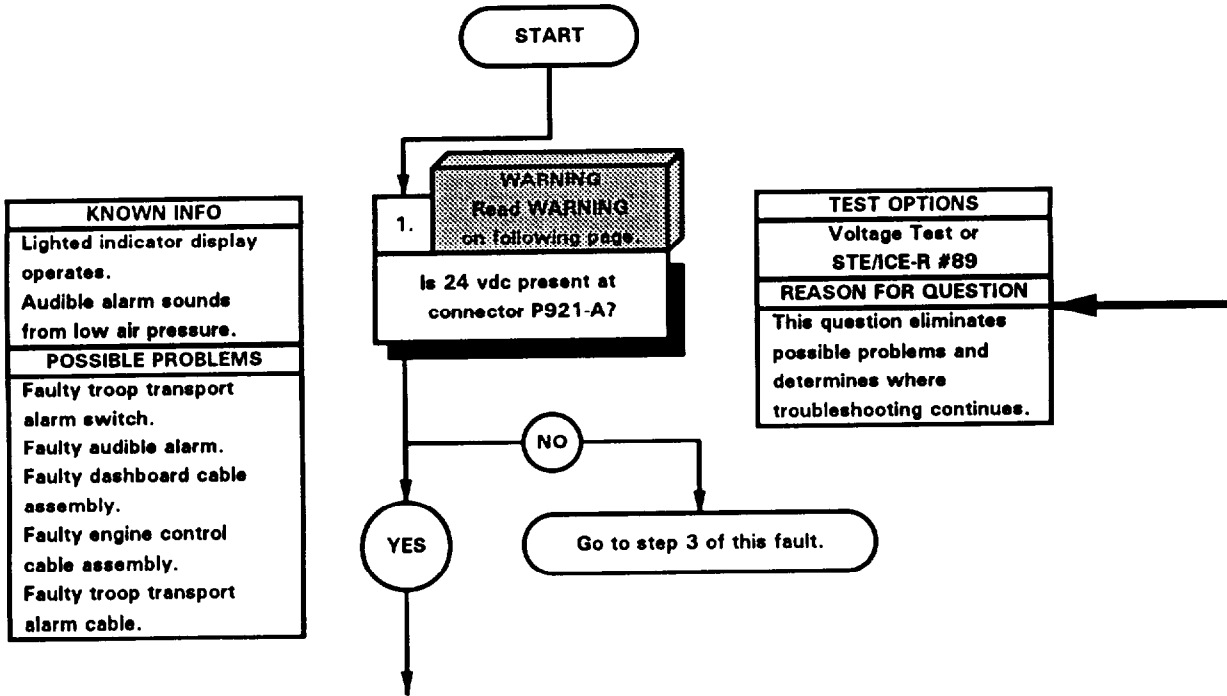 START
KNOWN INFO
Lighted indicator display
operates.
Audible alarm sounds
from low air pressure.
POSSIBLE PROBLEMS
Faulty troop transport
alarm switch.
Faulty audible alarm.
Faulty dashboard cable
assembly.
Faulty engine control
cable assembly.
Faulty troop transport
alarm cable.
1.
WARNING
Read WARNING
on following page.
Is 24 vdc present at
connector P921-A?
TEST OPTIONS
Voltage Test or
STE/ICE-R #89
REASON FOR QUESTION
This question eliminates
possible problems and
determines where
troubleshooting continues.
NO
YES
Go to step 3 of this fault.